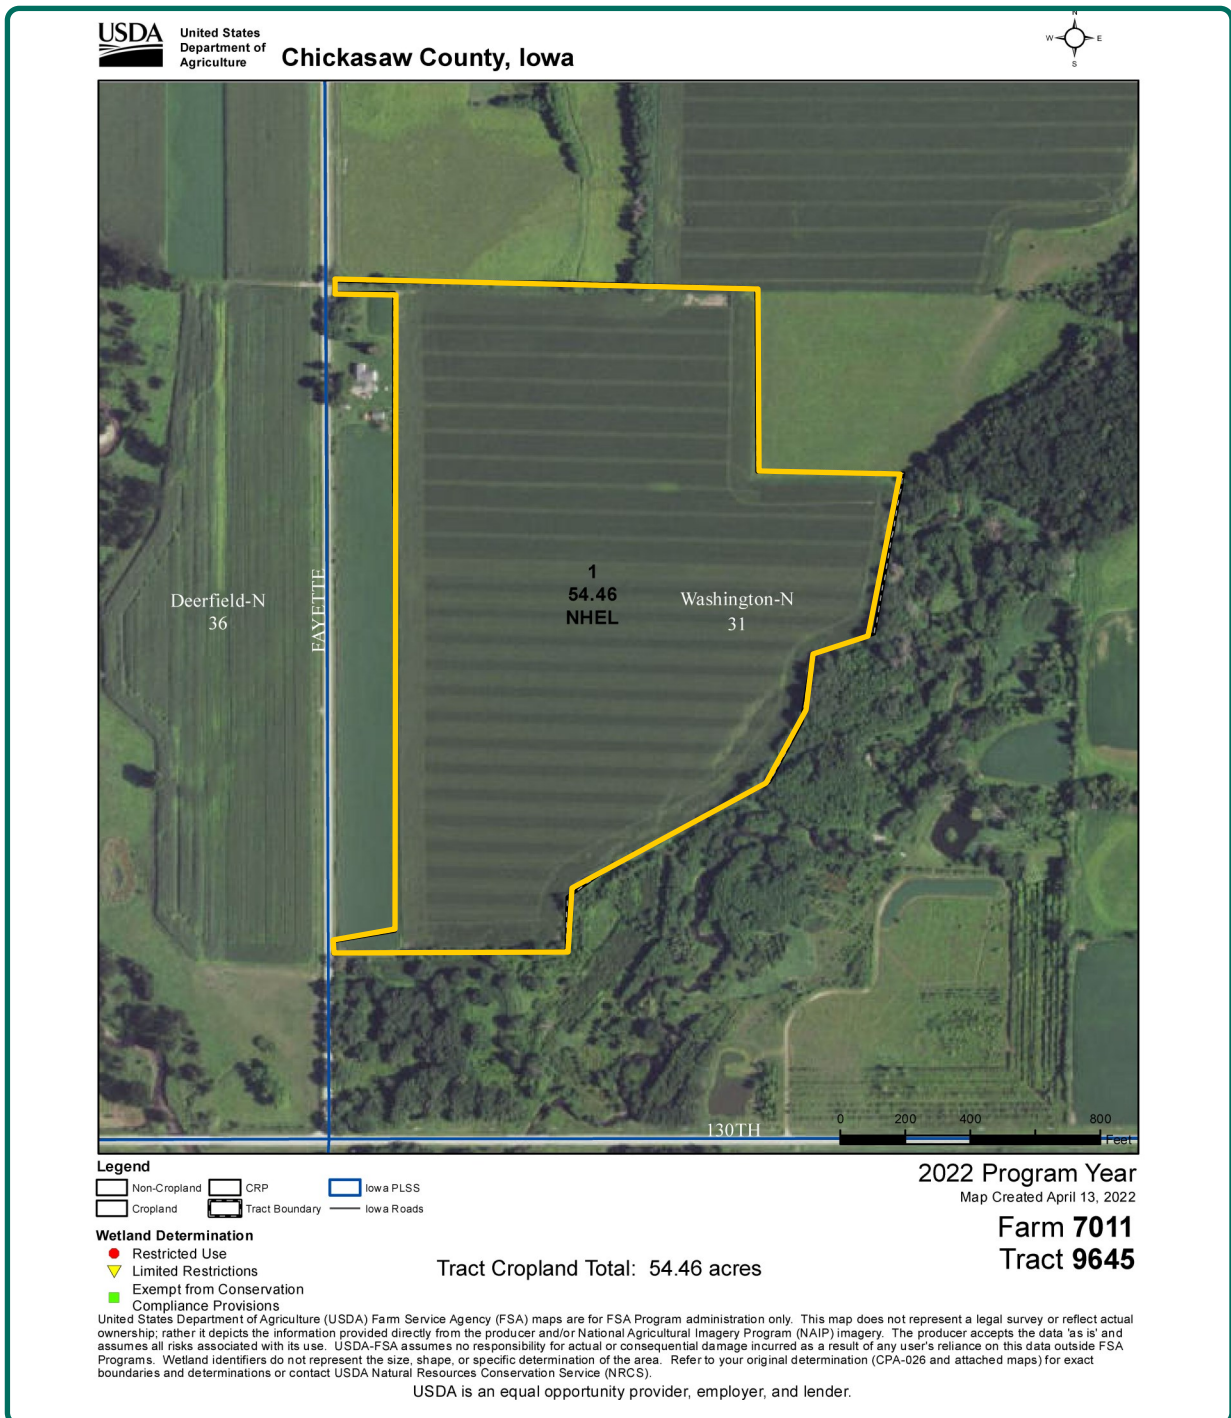 USDA
United States
Department of
Agriculture
Chickasaw County, Iowa
N
W E
S
Deerfield-N
36
FAYETTE
1
54.46
NHEL
Washington-N
31
130TH
0 200 400 800
Feet
Legend
Non-Cropland CRP Iowa PLSS
Cropland Tract Boundary Iowa Roads
Wetland Determination
Restricted Use
Limited Restrictions
Exempt from Conservation
Compliance Provisions
Tract Cropland Total: 54.46 acres
2022 Program Year
Map Created April 13, 2022
Farm 7011
Tract 9645
United States Department of Agriculture (USDA) Farm Service Agency (FSA) maps are for FSA Program administration only. This map does not represent a legal survey or reflect actual
ownership; rather it depicts the information provided directly from the producer and/or National Agricultural Imagery Program (NAIP) imagery. The producer accepts the data 'as is' and
assumes all risks associated with its use. USDA-FSA assumes no responsibility for actual or consequential damage incurred as a result of any user's reliance on this data outside FSA
Programs. Wetland identifiers do not represent the size, shape, or specific determination of the area. Refer to your original determination (CPA-026 and attached maps) for exact
boundaries and determinations or contact USDA Natural Resources Conservation Service (NRCS).
USDA is an equal opportunity provider, employer, and lender.